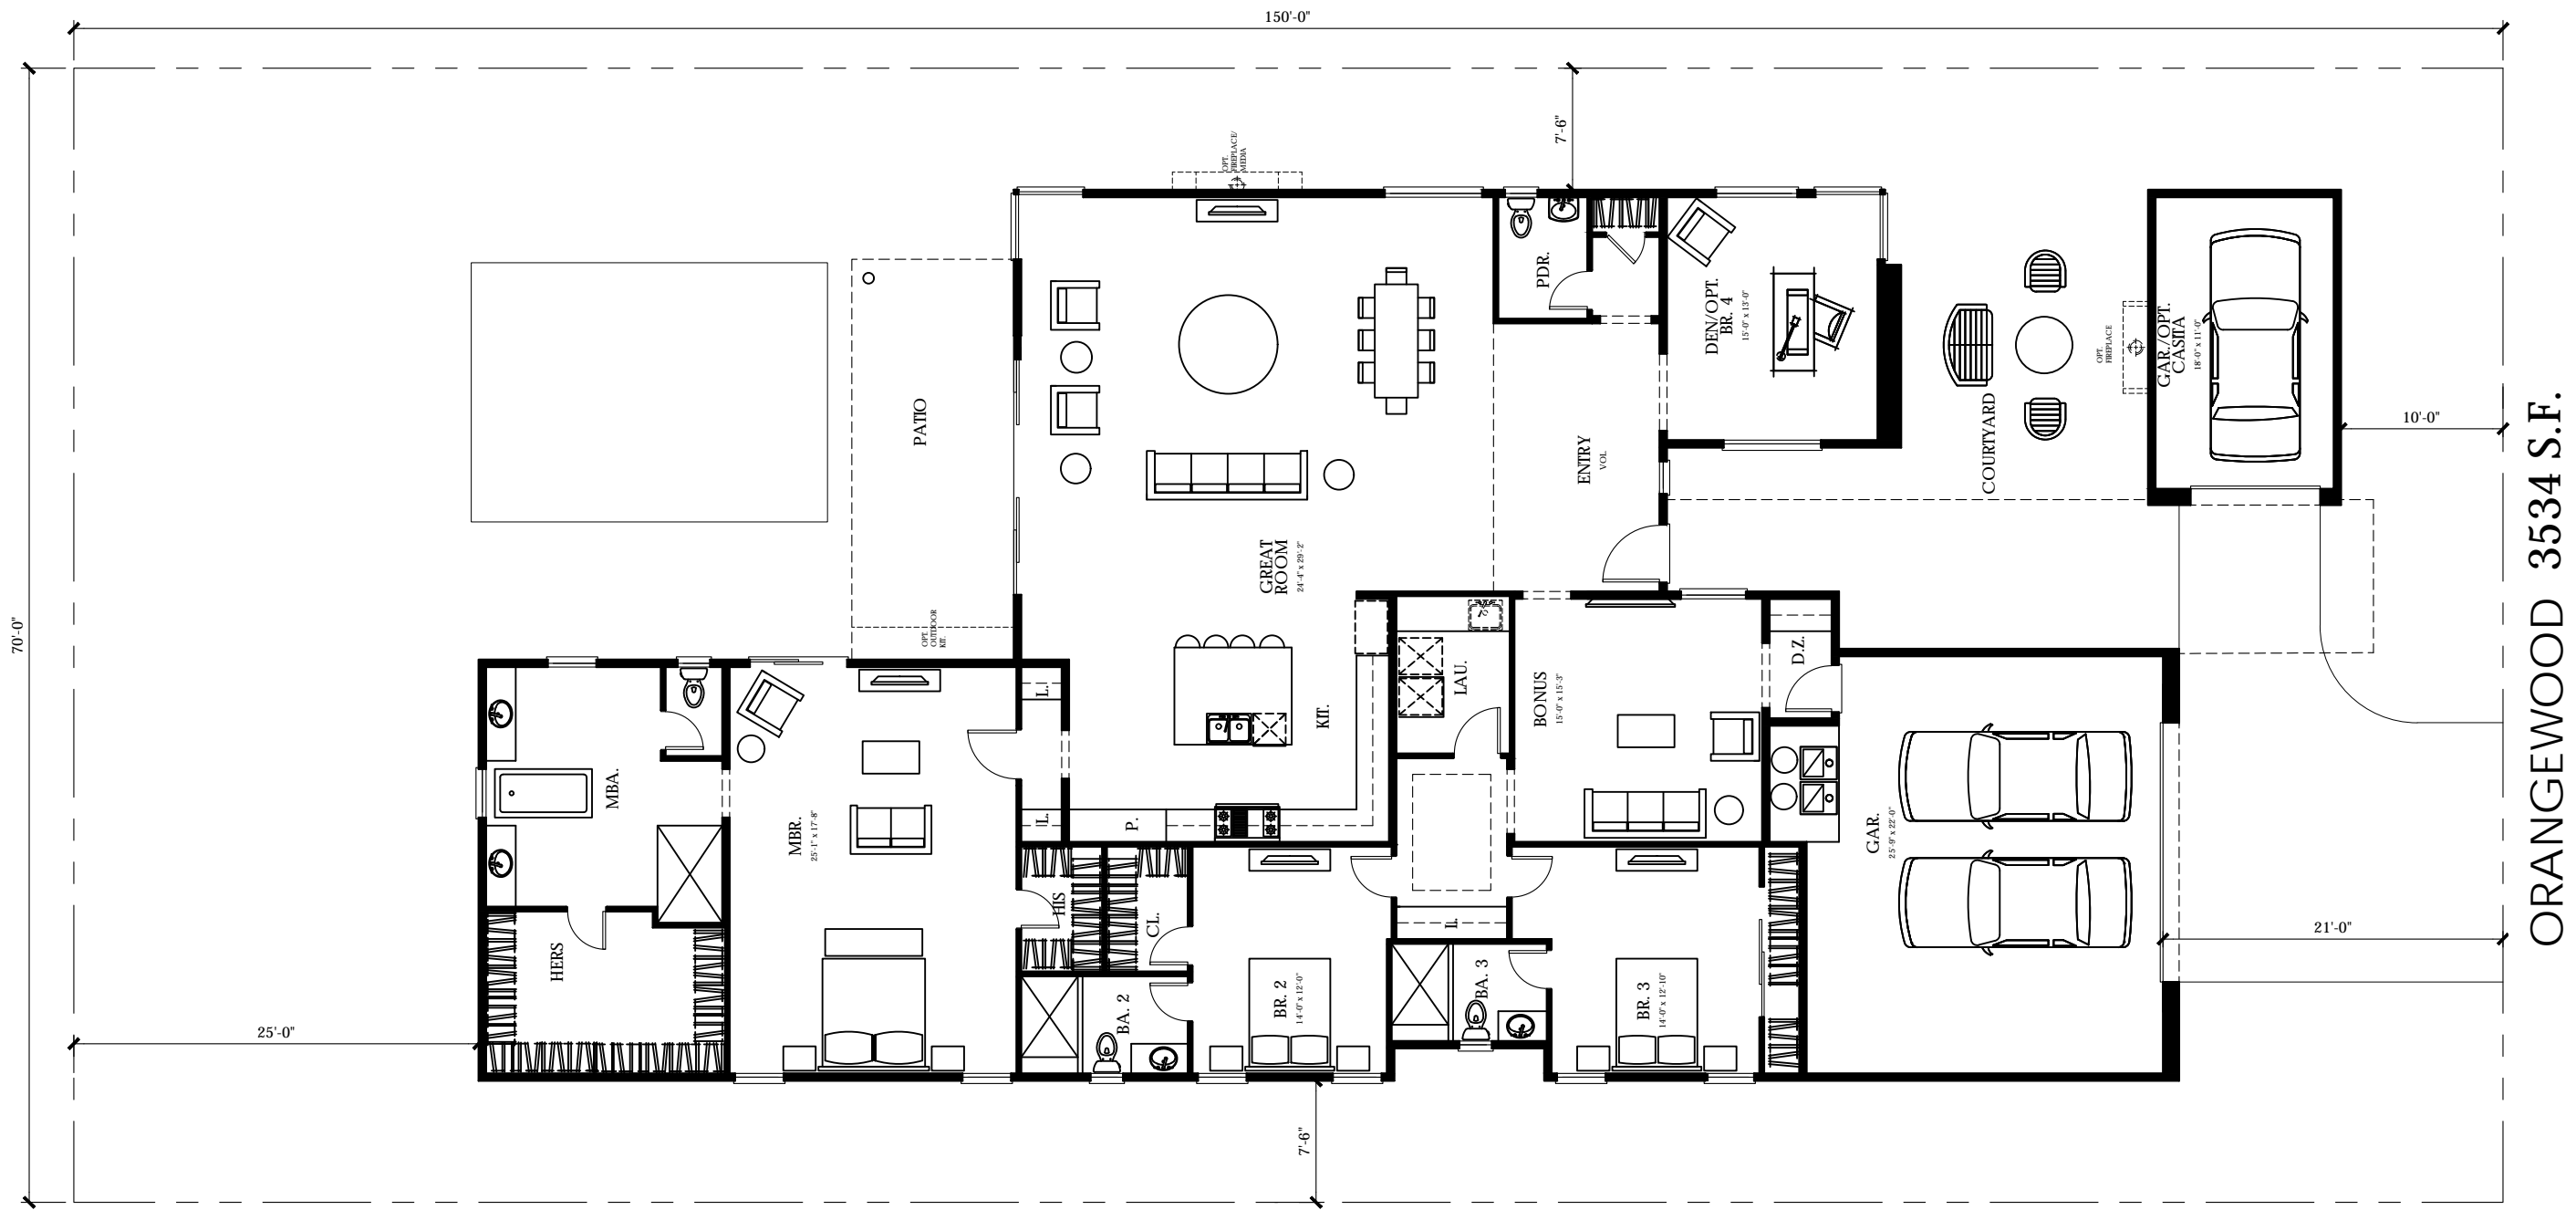 150'-0"
70'-0"
7'-6"
OPT.
FIREPLACE/
MEDIA
PDR.
DEN/OPT.
BR. 4
15'-0" x 13'-0"
COURTYARD
OPT.
FIREPLACE
GAR./OPT.
CASITA
18'-0" x 11'-0"
10'-0"
PATIO
OPT.
OUTDOOR
KIT.
GREAT
ROOM
24'-4" x 29'-2"
ENTRY
VOL
KIT.
P.
L.
L.
LAU.
BONUS
15'-0" x 15'-3"
D.Z.
GAR.
25'-9" x 22'-0"
21'-0"
MBA.
MBR.
25'-1" x 17'-8"
HERS
HIS
CL.
BA. 2
BR. 2
14'-0" x 12'-0"
L.
BA. 3
BR. 3
14'-0" x 12'-10"
25'-0"
7'-6"
ORANGEWOOD 3534 S.F.